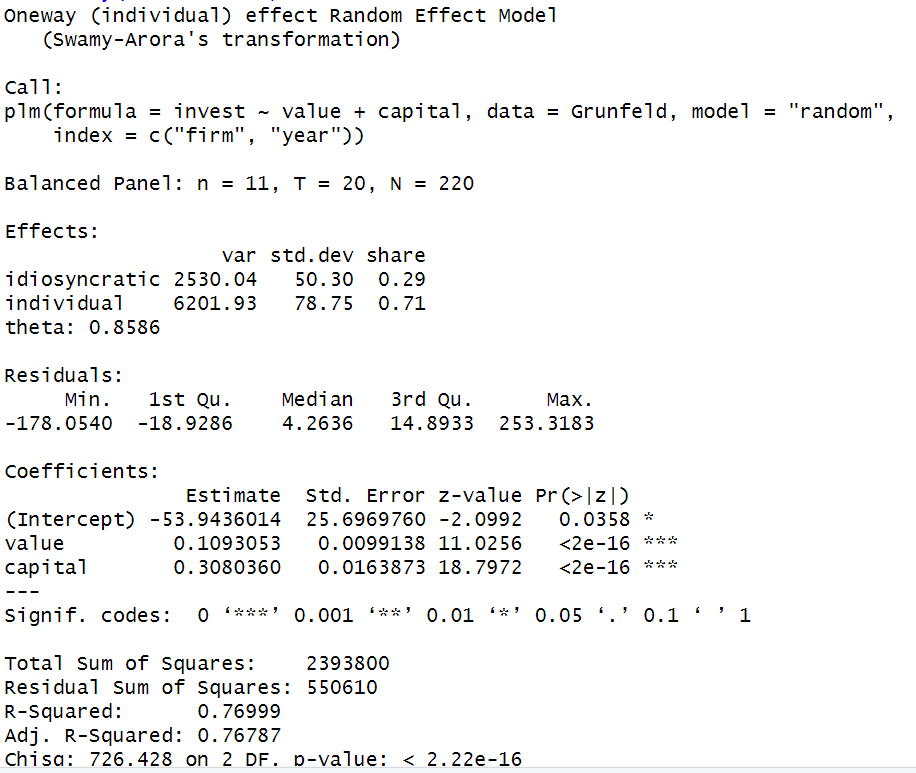 Oneway (individual) effect Random Effect Model
   (Swamy-Arora's transformation)

Call:
plm(formula = invest ~ value + capital, data = Grunfeld, model = "random",
    index = c("firm", "year"))

Balanced Panel: n = 11, T = 20, N = 220

Effects:
                  var std.dev share
idiosyncratic 2530.04   50.30  0.29
individual    6201.93   78.75  0.71
theta: 0.8586

Residuals:
     Min.   1st Qu.    Median   3rd Qu.      Max.
-178.0540  -18.9286    4.2636   14.8933  253.3183

Coefficients:
               Estimate  Std. Error z-value Pr(>|z|)
(Intercept) -53.9436014  25.6969760 -2.0992   0.0358 *
value         0.1093053   0.0099138 11.0256   <2e-16 ***
capital       0.3080360   0.0163873 18.7972   <2e-16 ***
---
Signif. codes:  0 ‘***’ 0.001 ‘**’ 0.01 ‘*’ 0.05 ‘.’ 0.1 ‘ ’ 1

Total Sum of Squares:    2393800
Residual Sum of Squares: 550610
R-Squared:      0.76999
Adj. R-Squared: 0.76787
Chisq: 726.428 on 2 DF, p-value: < 2.22e-16